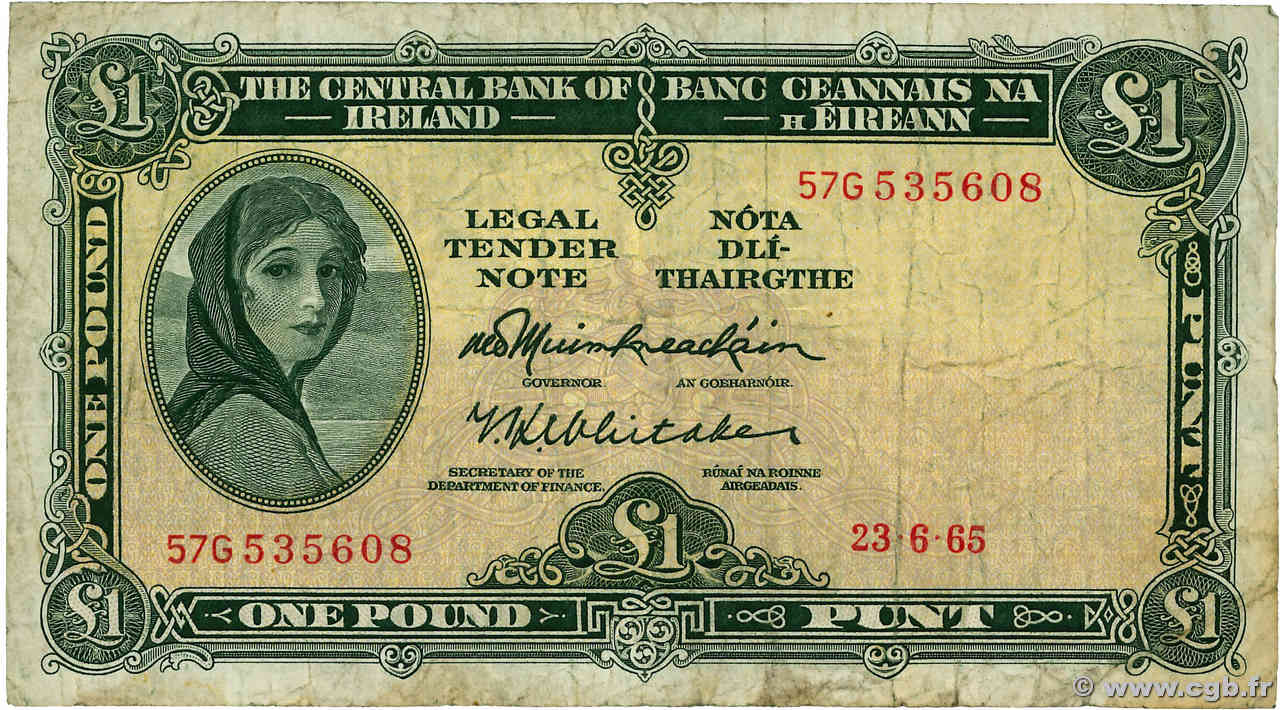 £1
£1
THE CENTRAL BANK OF
IRELAND
BANC CEANNAIS NA
H ÉIREANN
57G 535608
LEGAL
TENDER
NOTE
NÓTA
DLÍ-
THAIRGTHE
ONE POUND
PUNT
GOVERNOR.
AN GOBHARNÓIR.
T.K. Whitaker
SECRETARY OF THE
DEPARTMENT OF FINANCE.
RÚNAÍ NA ROINNE
AIRGEADAIS.
57G 535608
£1
23·6·65
£1
ONE POUND
PUNT
£1
© www.cgb.fr